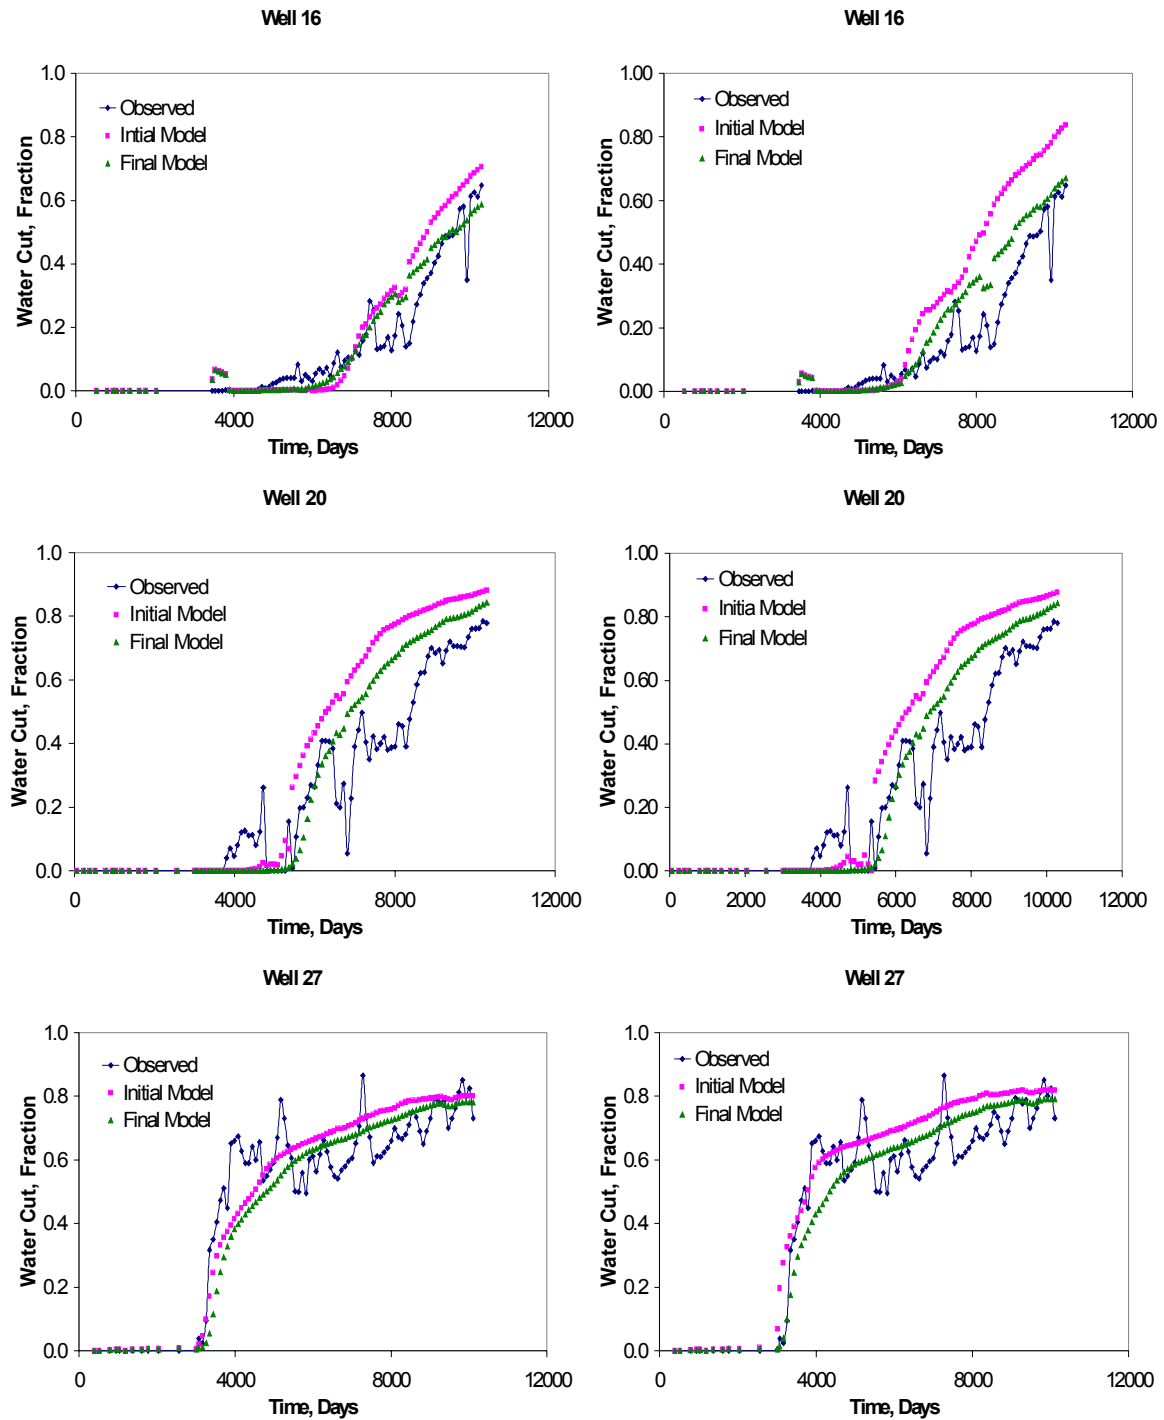 Well 16
1.0
0.8
0.6
0.4
0.2
0.0
Water Cut, Fraction
Observed
Intial Model
Final Model
0
4000
8000
12000
Time, Days
Well 16
1.00
0.80
0.60
0.40
0.20
0.00
Water Cut, Fraction
Observed
Initial Model
Final Model
0
4000
8000
12000
Time, Days
Well 20
1.0
0.8
0.6
0.4
0.2
0.0
Water Cut, Fraction
Observed
Initial Model
Final Model
0
4000
8000
12000
Time, Days
Well 20
1.00
0.80
0.60
0.40
0.20
0.00
Water Cut, Fraction
Observed
Initia Model
Final Model
0
2000
4000
6000
8000
10000
12000
Time, Days
Well 27
1.0
0.8
0.6
0.4
0.2
0.0
Water Cut, Fraction
Observed
Initial Model
Final Model
0
4000
8000
12000
Time, Days
Well 27
1.0
0.8
0.6
0.4
0.2
0.0
Water Cut, Fraction
Observed
Initial Model
Final Model
0
4000
8000
12000
Time, Days